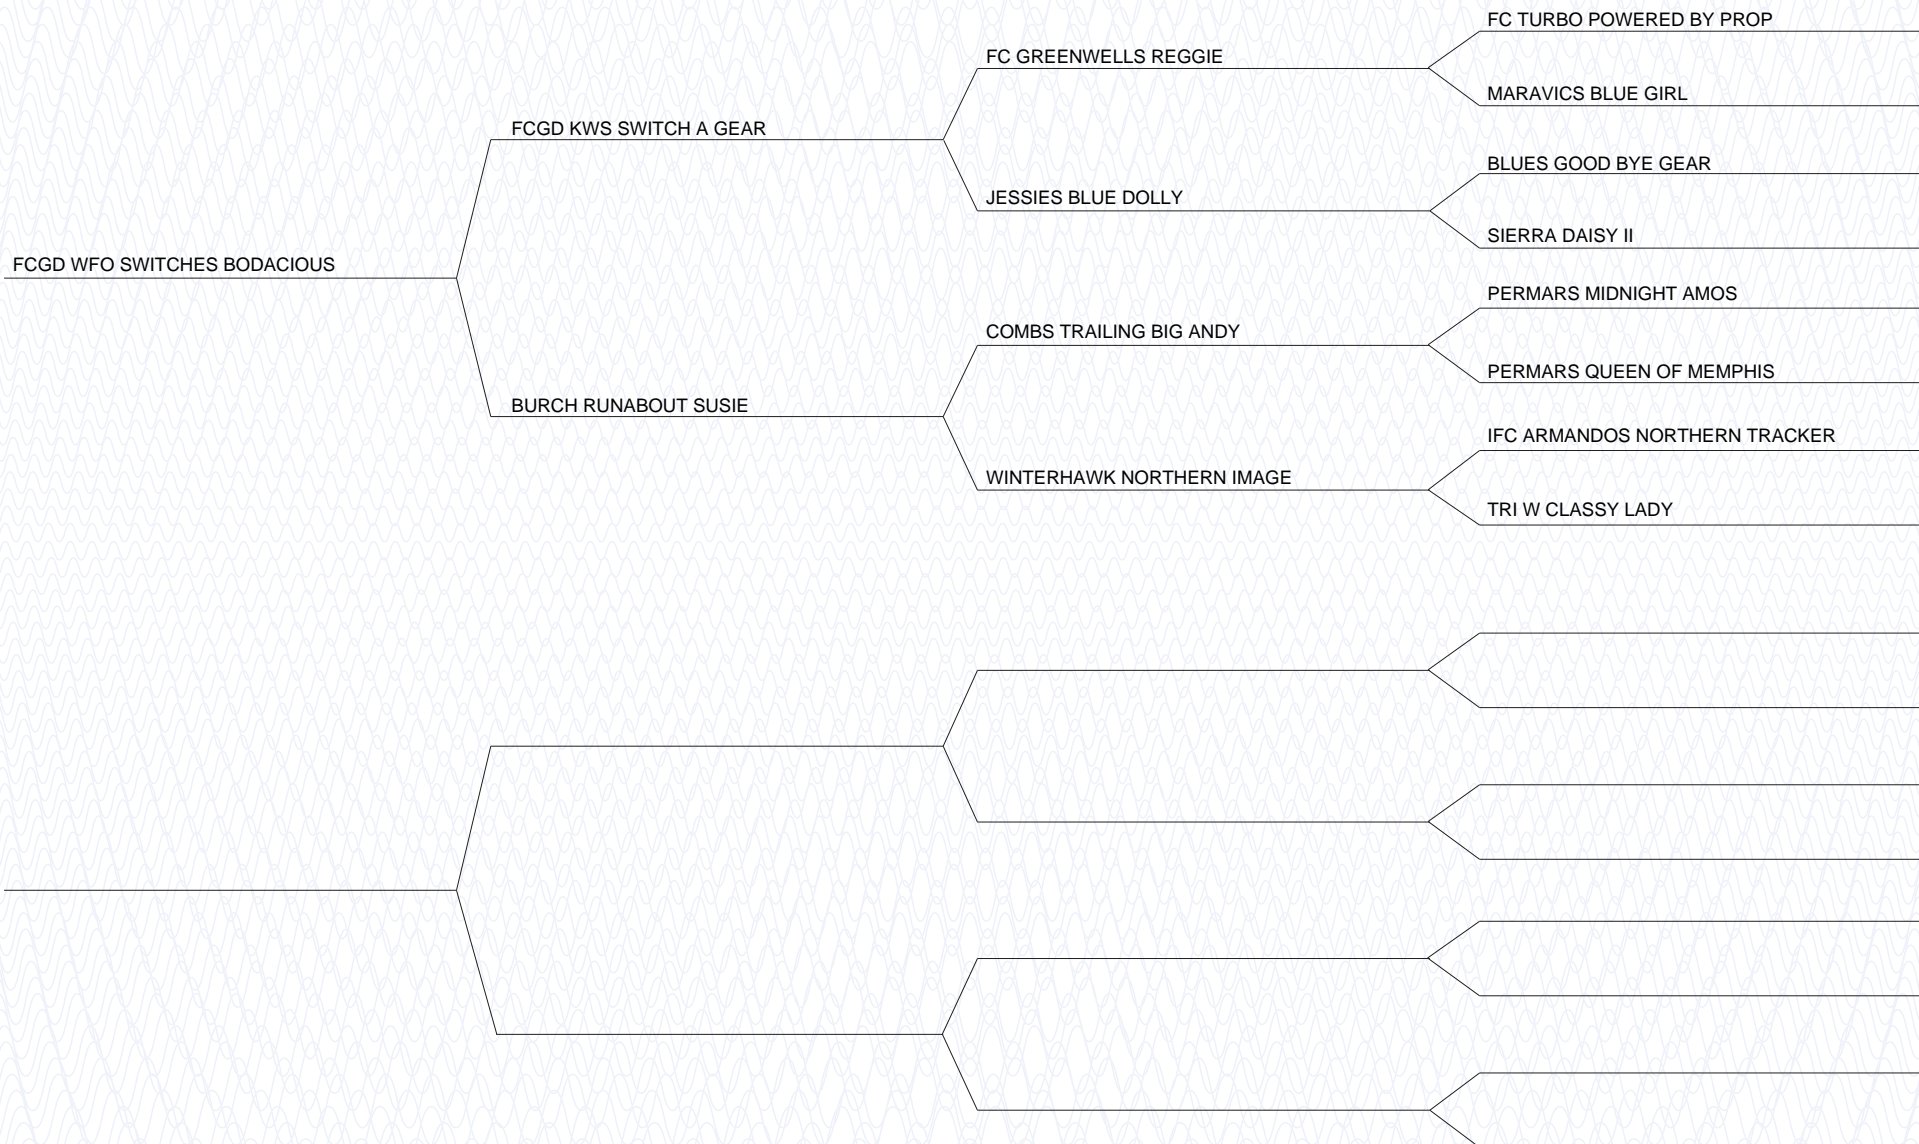 FC TURBO POWERED BY PROP
FC GREENWELLS REGGIE
MARAVICS BLUE GIRL
FCGD KWS SWITCH A GEAR
BLUES GOOD BYE GEAR
JESSIES BLUE DOLLY
SIERRA DAISY II
FCGD WFO SWITCHES BODACIOUS
PERMARS MIDNIGHT AMOS
COMBS TRAILING BIG ANDY
PERMARS QUEEN OF MEMPHIS
BURCH RUNABOUT SUSIE
IFC ARMANDOS NORTHERN TRACKER
WINTERHAWK NORTHERN IMAGE
TRI W CLASSY LADY